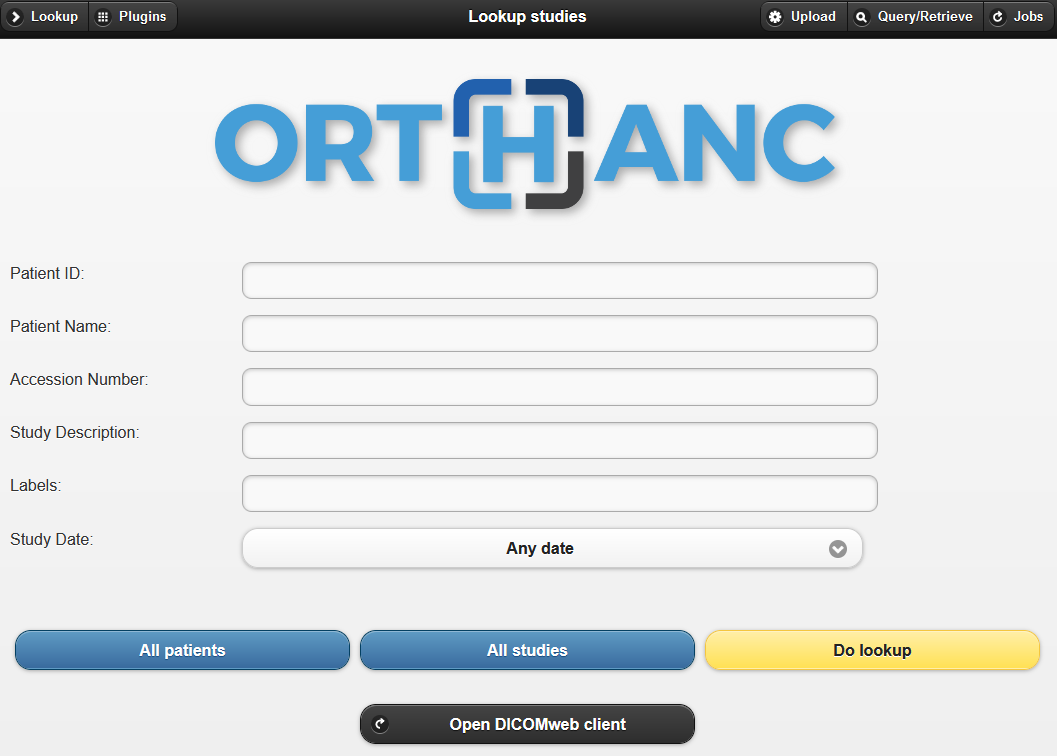 Lookup Plugins Lookup studies Upload Query/Retrieve Jobs
ORTHANC
Patient ID:
Patient Name:
Accession Number:
Study Description:
Labels:
Study Date: Any date
All patients All studies Do lookup
Open DICOMweb client